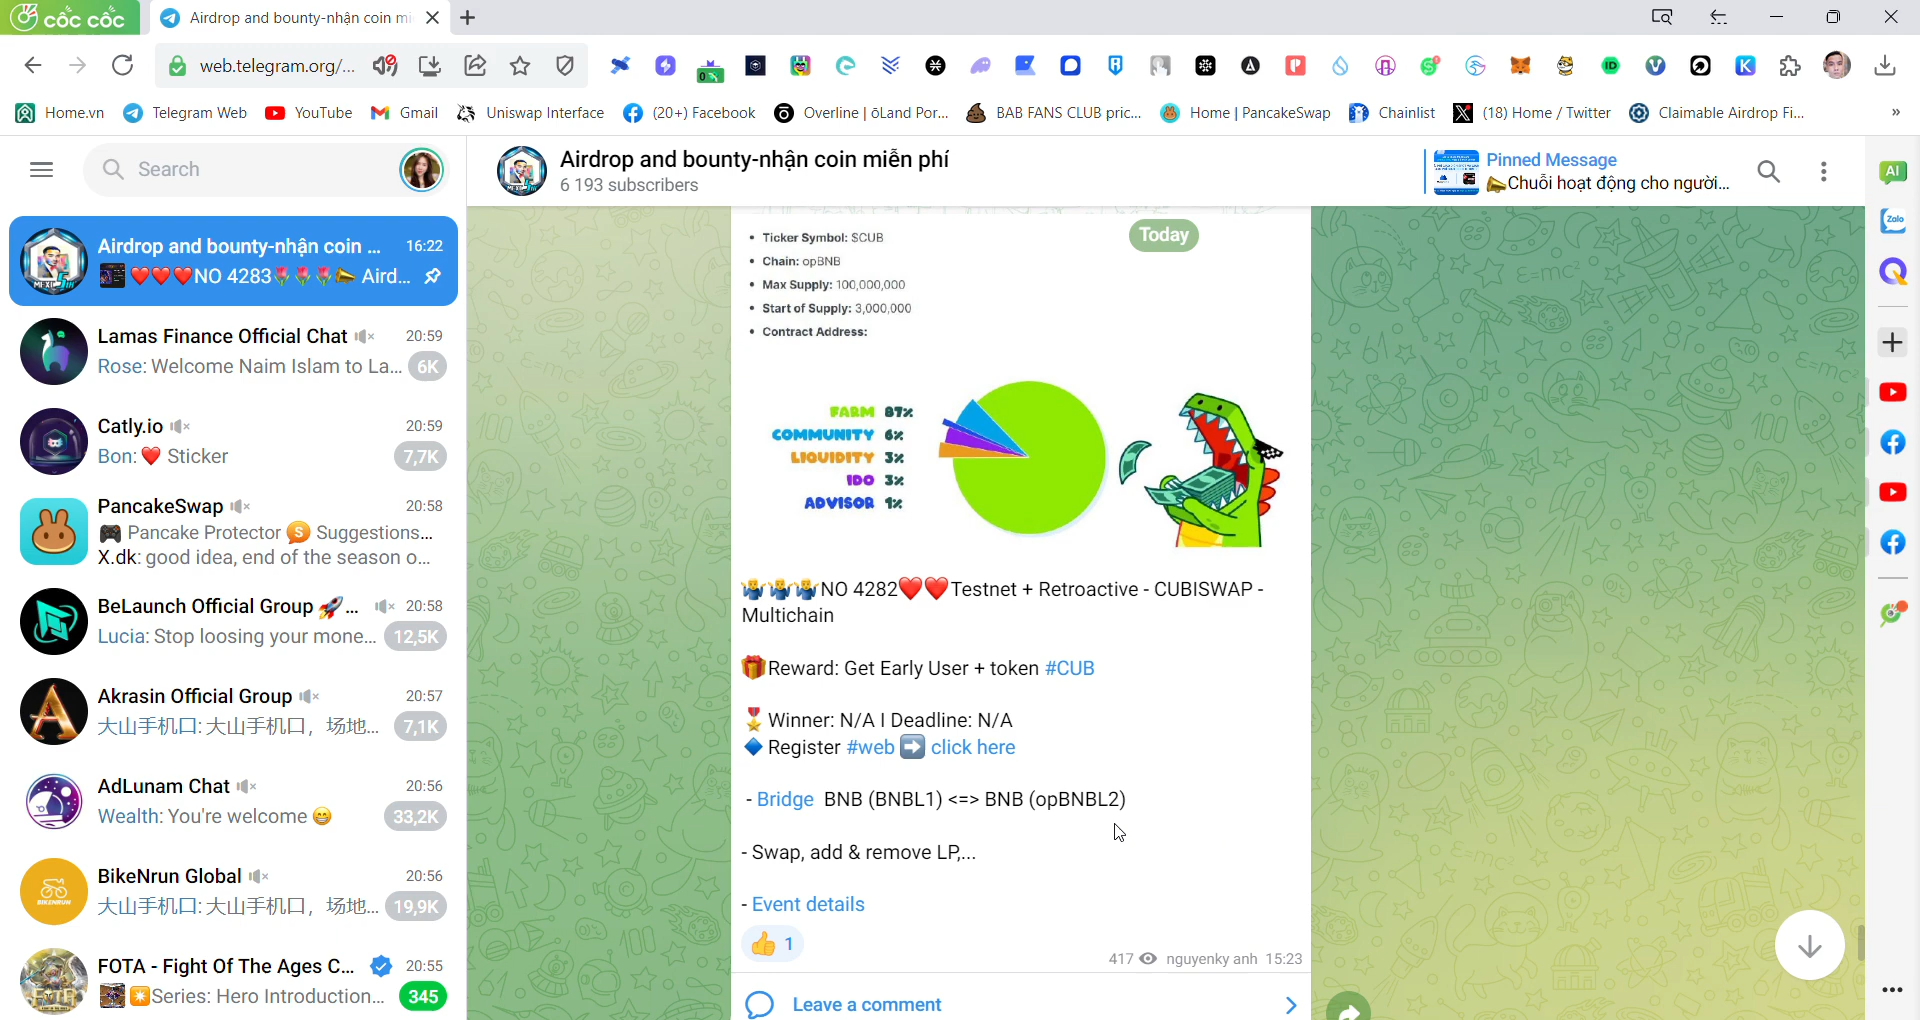 cốc cốc
Airdrop and bounty-nhận coin mi
web.telegram.org/...
Home.vn
Telegram Web
YouTube
Gmail
Uniswap Interface
(20+) Facebook
Overline | ōLand Por...
BAB FANS CLUB pric...
Home | PancakeSwap
Chainlist
(18) Home / Twitter
Claimable Airdrop Fi...
»
Search
Airdrop and bounty-nhận coin miễn phí
6 193 subscribers
Pinned Message
Chuỗi hoạt động cho người...
AI
Zalo
Airdrop and bounty-nhận coin ... 16:22
❤️❤️❤️NO 4283🌷🌷🌷📣 Aird...
Lamas Finance Official Chat 20:59
Rose: Welcome Naim Islam to La... 6K
Catly.io 20:59
Bon: ❤️ Sticker 7,7K
PancakeSwap 20:58
🎮 Pancake Protector S Suggestions...
X.dk: good idea, end of the season o...
BeLaunch Official Group 🚀... 20:58
Lucia: Stop loosing your mone... 12,5K
Akrasin Official Group 20:57
大山手机口: 大山手机口，场地... 7,1K
AdLunam Chat 20:56
Wealth: You're welcome 😁 33,2K
BikeNrun Global 20:56
BIKENRUN
大山手机口: 大山手机口，场地... 19,9K
FOTA - Fight Of The Ages C... 20:55
FOTA
💥Series: Hero Introduction... 345
Today
• Ticker Symbol: $CUB
• Chain: opBNB
• Max Supply: 100,000,000
• Start of Supply: 3,000,000
• Contract Address:
FARM 87%
COMMUNITY 6%
LIQUIDITY 3%
IDO 3%
ADVISOR 1%
🤷‍♂️🤷‍♂️🤷‍♂️NO 4282❤️❤️Testnet + Retroactive - CUBISWAP -
Multichain
🎁Reward: Get Early User + token #CUB
🎖 Winner: N/A I Deadline: N/A
🔷 Register #web ➡️ click here
- Bridge BNB (BNBL1) <=> BNB (opBNBL2)
- Swap, add & remove LP,...
- Event details
👍 1
417 nguyenky anh 15:23
Leave a comment